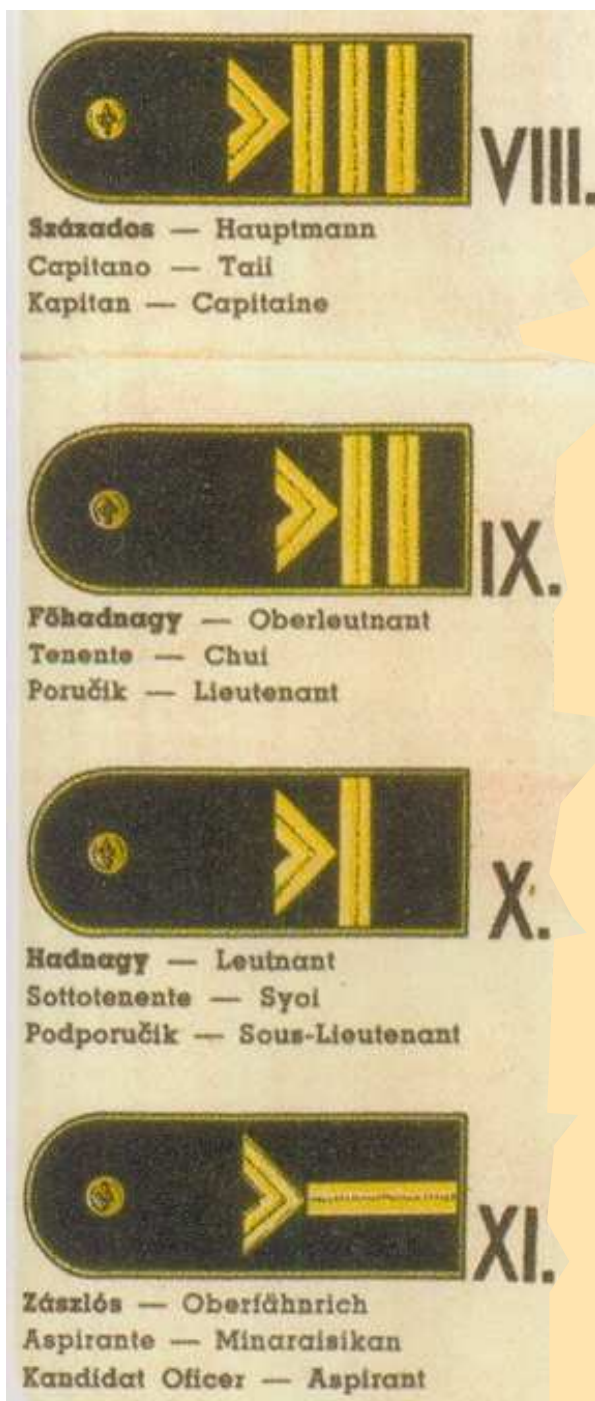 VIII.
Százados — Hauptmann
Capitano — Taii
Kapitan — Capitaine
IX.
Főhadnagy — Oberleutnant
Tenente — Chui
Poručik — Lieutenant
X.
Hadnagy — Leutnant
Sottotenente — Syoi
Podporučik — Sous-Lieutenant
XI.
Zászlós — Oberfähnrich
Aspirante — Minaraisikan
Kandidat Oficer — Aspirant